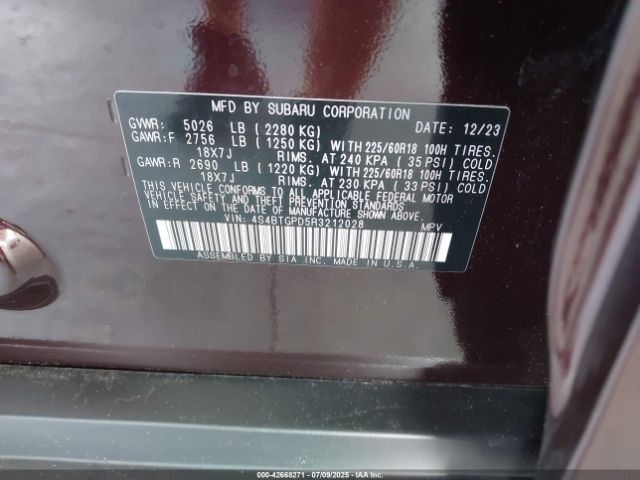 MFD BY SUBARU CORPORATION
GVWR: 5026 LB (2280 KG) DATE: 12/23
GAWR:F 2756 LB (1250 KG) WITH 225/60R18 100H TIRES.
18X7J RIMS. AT 240 KPA (35 PSI) COLD
GAWR:R 2690 LB (1220 KG) WITH 225/60R18 100H TIRES.
18X7J RIMS. AT 230 KPA (33 PSI) COLD
THIS VEHICLE CONFORMS TO ALL APPLICABLE FEDERAL MOTOR
VEHICLE SAFETY AND THEFT PREVENTION STANDARDS
IN EFFECT ON THE DATE OF MANUFACTURE SHOWN ABOVE.
VIN: 4S4BTGPD5R3212028 MPV
ASSEMBLED BY SIA INC. MADE IN U.S.A.
000-42668271 - 07/09/2025 - IAAI.com